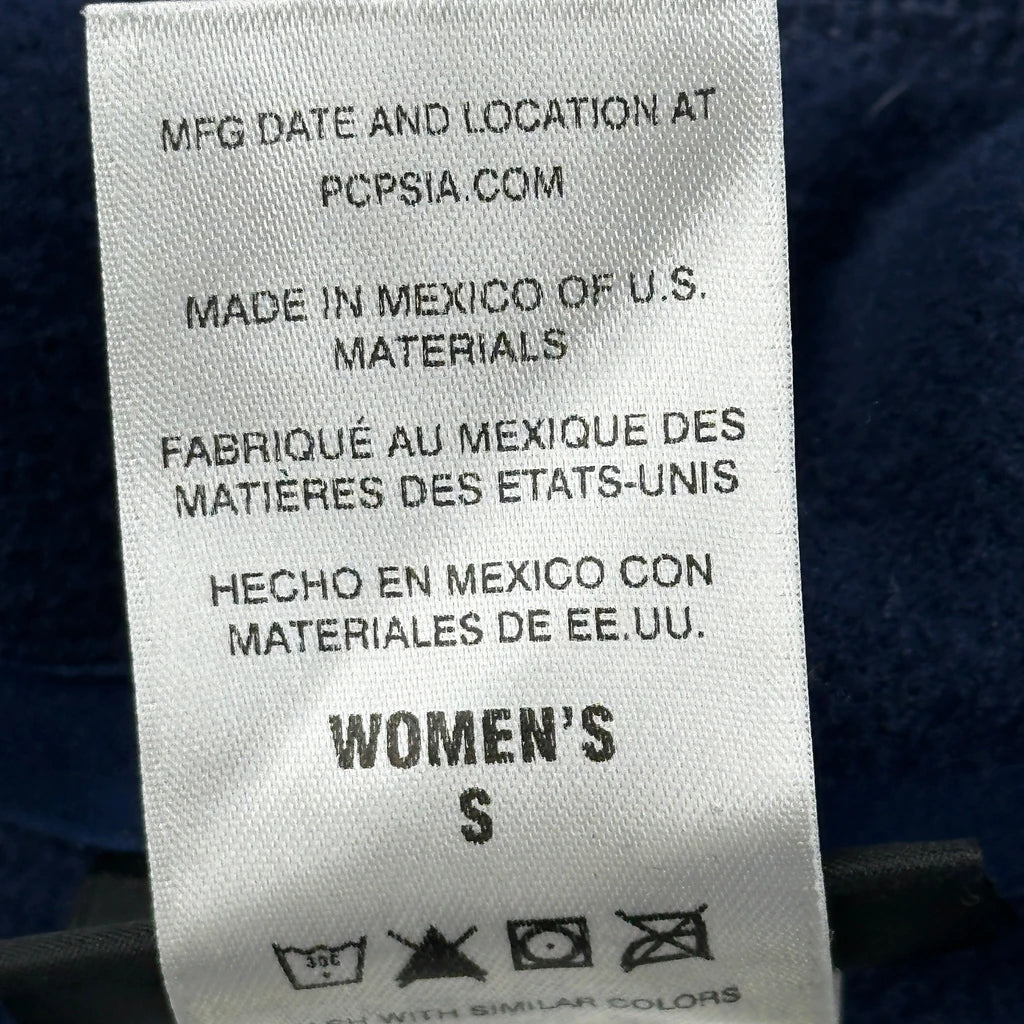 MFG DATE AND LOCATION AT
PCPSIA.COM
MADE IN MEXICO OF U.S.
MATERIALS
FABRIQUÉ AU MEXIQUE DES
MATIÈRES DES ETATS-UNIS
HECHO EN MEXICO CON
MATERIALES DE EE.UU.
WOMEN'S
S
WITH SIMILAR COLORS